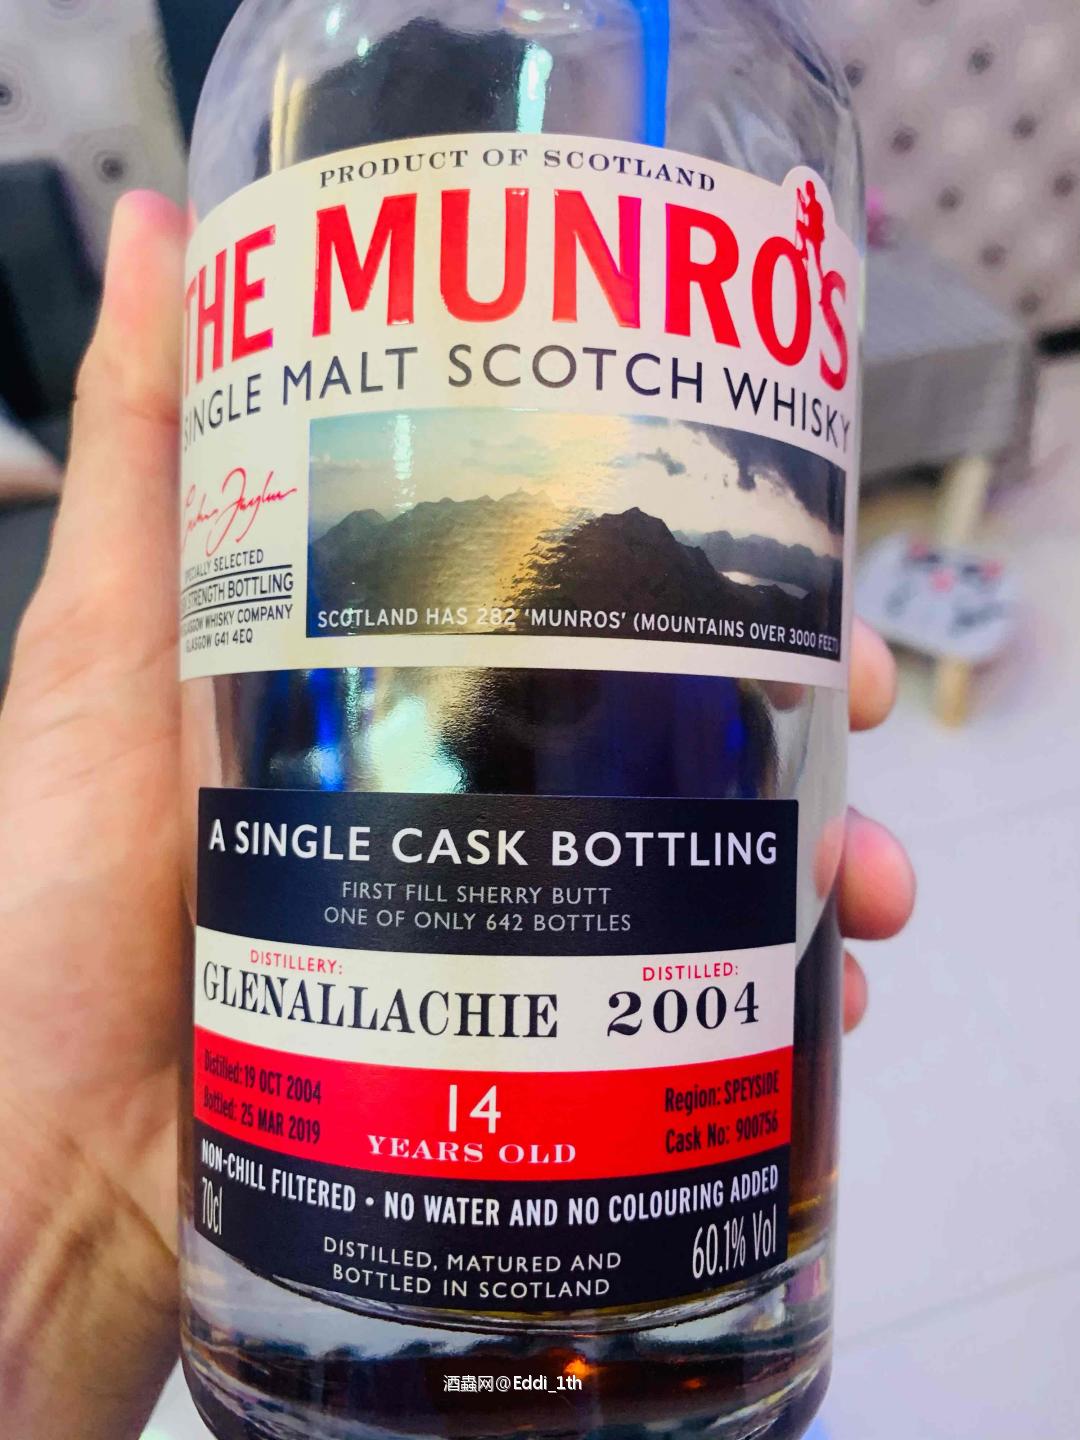 PRODUCT OF SCOTLAND
THE MUNRO'S
SINGLE MALT SCOTCH WHISKY
SPECIALLY SELECTED
STRENGTH BOTTLING
GLASGOW WHISKY COMPANY
GLASGOW G41 4EQ
SCOTLAND HAS 282 'MUNROS' (MOUNTAINS OVER 3000 FEET)
A SINGLE CASK BOTTLING
FIRST FILL SHERRY BUTT
ONE OF ONLY 642 BOTTLES
DISTILLERY:
GLENALLACHIE
DISTILLED:
2004
Distilled: 19 OCT 2004
Bottled: 25 MAR 2019
14
YEARS OLD
Region: SPEYSIDE
Cask No: 900756
NON-CHILL FILTERED • NO WATER AND NO COLOURING ADDED
70cl
DISTILLED, MATURED AND
BOTTLED IN SCOTLAND
60.1% Vol
酒蟲网@Eddi_1th